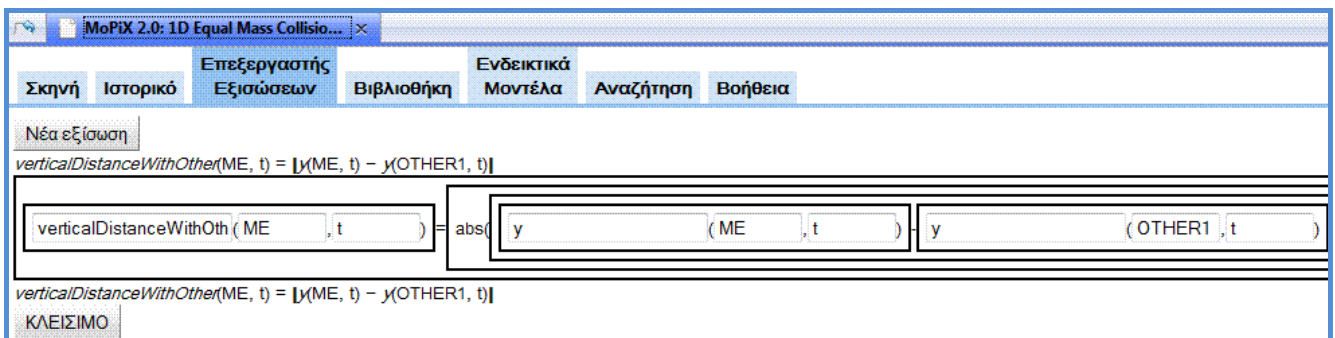 MoPiX 2.0: 1D Equal Mass Collisio... ×
Σκηνή Ιστορικό Επεξεργαστής Εξισώσεων Βιβλιοθήκη Ενδεικτικά Μοντέλα Αναζήτηση Βοήθεια
Νέα εξίσωση
verticalDistanceWithOther(ME, t) = |y(ME, t) − y(OTHER1, t)|
verticalDistanceWithOth ( ME , t ) = abs( y ( ME , t ) - y ( OTHER1 , t )
verticalDistanceWithOther(ME, t) = |y(ME, t) − y(OTHER1, t)|
ΚΛΕΙΣΙΜΟ